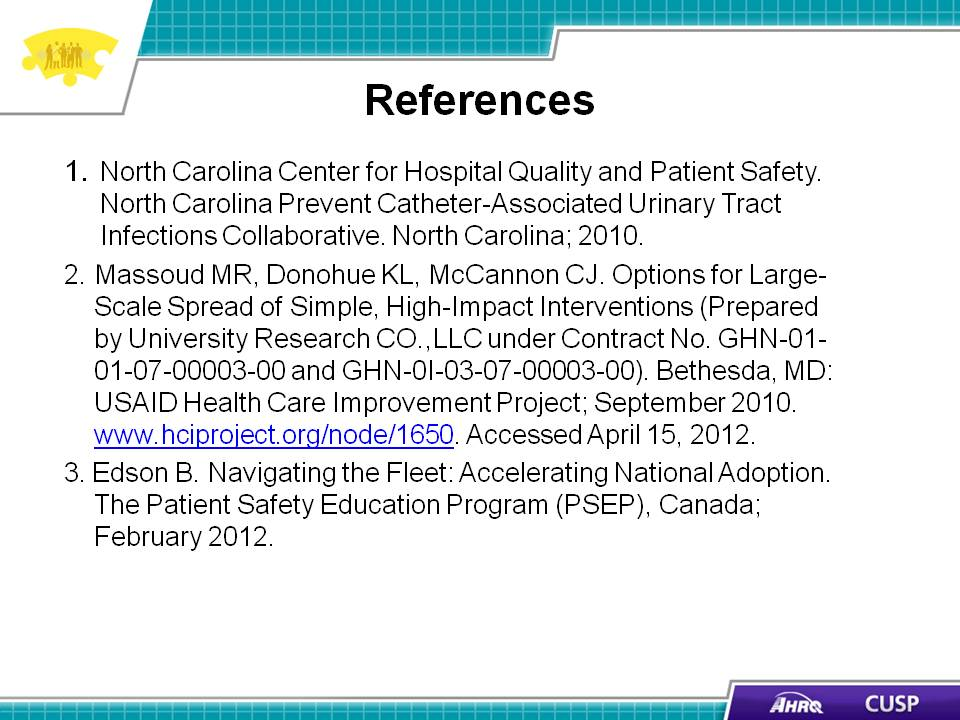 References
1. North Carolina Center for Hospital Quality and Patient Safety.
North Carolina Prevent Catheter-Associated Urinary Tract
Infections Collaborative. North Carolina; 2010.
2. Massoud MR, Donohue KL, McCannon CJ. Options for Large-
Scale Spread of Simple, High-Impact Interventions (Prepared
by University Research CO.,LLC under Contract No. GHN-01-
01-07-00003-00 and GHN-0I-03-07-00003-00). Bethesda, MD:
USAID Health Care Improvement Project; September 2010.
www.hciproject.org/node/1650. Accessed April 15, 2012.
3. Edson B. Navigating the Fleet: Accelerating National Adoption.
The Patient Safety Education Program (PSEP), Canada;
February 2012.
AHRQ CUSP